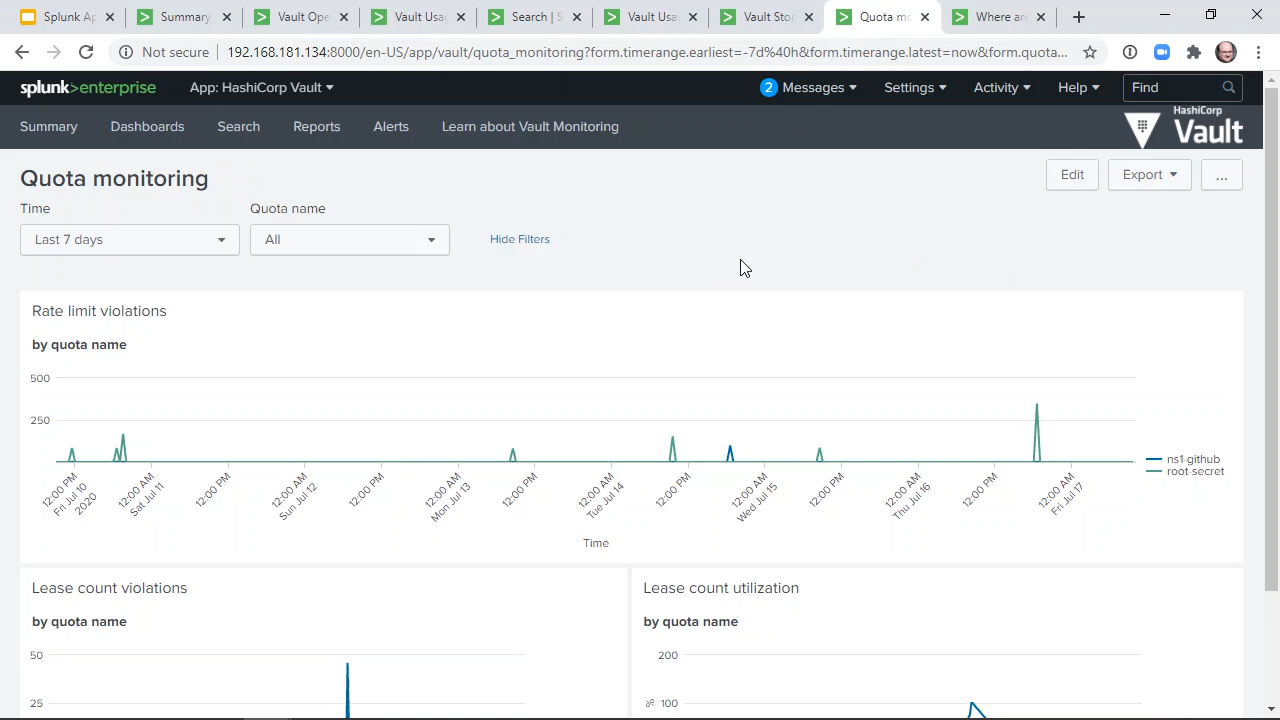 Splunk Ap
Summary
Vault Ope
Vault Usa
Search | S
Vault Usa
Vault Sto
Quota mo
Where ar
Not secure
192.168.181.134:8000/en-US/app/vault/quota_monitoring?form.timerange.earliest=-7d%40h&form.timerange.latest=now&form.quota...
splunk>enterprise
App: HashiCorp Vault
2
Messages
Settings
Activity
Help
Find
Summary
Dashboards
Search
Reports
Alerts
Learn about Vault Monitoring
HashiCorp
Vault
Quota monitoring
Edit
Export
...
Time
Quota name
Last 7 days
All
Hide Filters
Rate limit violations
by quota name
500
250
12:00 PM
Fri Jul 10
2020
12:00 AM
Sat Jul 11
12:00 PM
12:00 AM
Sun Jul 12
12:00 PM
12:00 AM
Mon Jul 13
12:00 PM
12:00 AM
Tue Jul 14
12:00 PM
12:00 AM
Wed Jul 15
12:00 PM
12:00 AM
Thu Jul 16
12:00 PM
12:00 AM
Fri Jul 17
Time
ns1-github
root-secret
Lease count violations
by quota name
50
25
Lease count utilization
by quota name
200
% 100